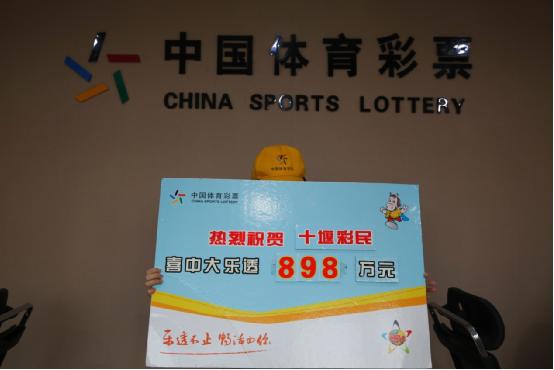 中国体育彩票
CHINA SPORTS LOTTERY
中国体育彩票
CHINA SPORTS LOTTERY
热烈祝贺 十堰彩民
喜中大乐透 898 万元
乐透不止 鲜活由你